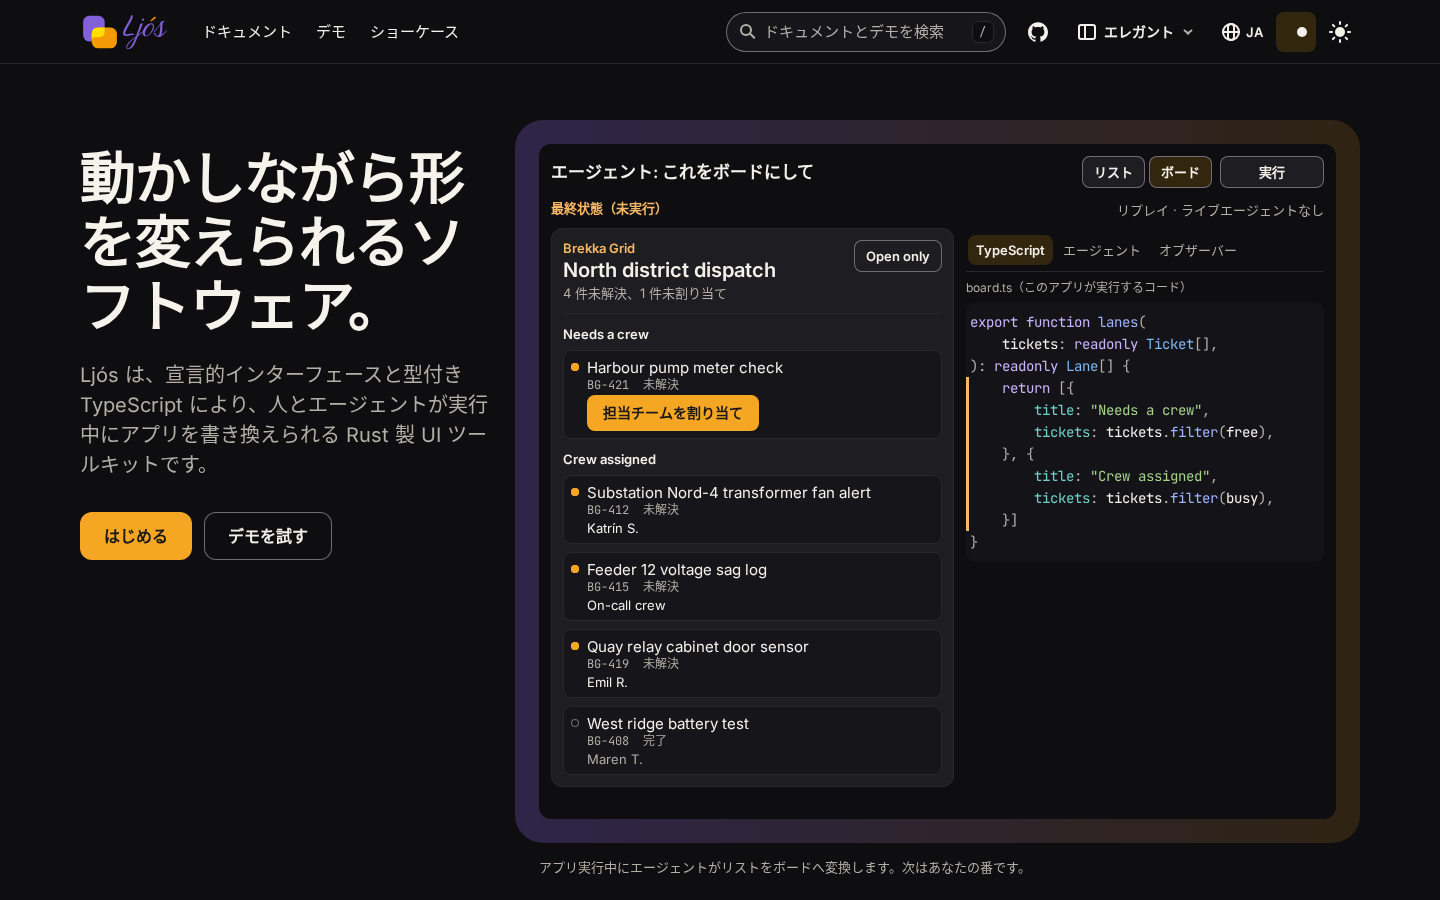 Ljós
ドキュメント
デモ
ショーケース
ドキュメントとデモを検索
/
エレガント
JA
動かしながら形
を変えられるソ
フトウェア。
Ljós は、宣言的インターフェースと型付き
TypeScript により、人とエージェントが実行
中にアプリを書き換えられる Rust 製 UI ツー
ルキットです。
はじめる
デモを試す
エージェント: これをボードにして
リスト
ボード
実行
最終状態（未実行）
リプレイ · ライブエージェントなし
Brekka Grid
North district dispatch
4 件未解決、1 件未割り当て
Open only
Needs a crew
Harbour pump meter check
BG-421 未解決
担当チームを割り当て
Crew assigned
Substation Nord-4 transformer fan alert
BG-412 未解決
Katrín S.
Feeder 12 voltage sag log
BG-415 未解決
On-call crew
Quay relay cabinet door sensor
BG-419 未解決
Emil R.
West ridge battery test
BG-408 完了
Maren T.
TypeScript
エージェント
オブザーバー
board.ts（このアプリが実行するコード）
export function lanes(
    tickets: readonly Ticket[],
): readonly Lane[] {
    return [{
        title: "Needs a crew",
        tickets: tickets.filter(free),
    }, {
        title: "Crew assigned",
        tickets: tickets.filter(busy),
    }]
}
アプリ実行中にエージェントがリストをボードへ変換します。次はあなたの番です。